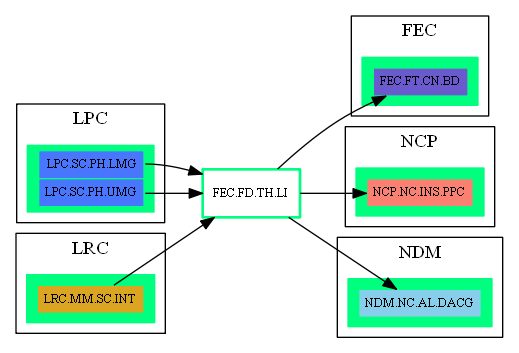 LPC
LPC.SC.PH.LMG
LPC.SC.PH.UMG
LRC
LRC.MM.SC.INT
FEC.FD.TH.LI
FEC
FEC.FT.CN.BD
NCP
NCP.NC.INS.PPC
NDM
NDM.NC.AL.DACG